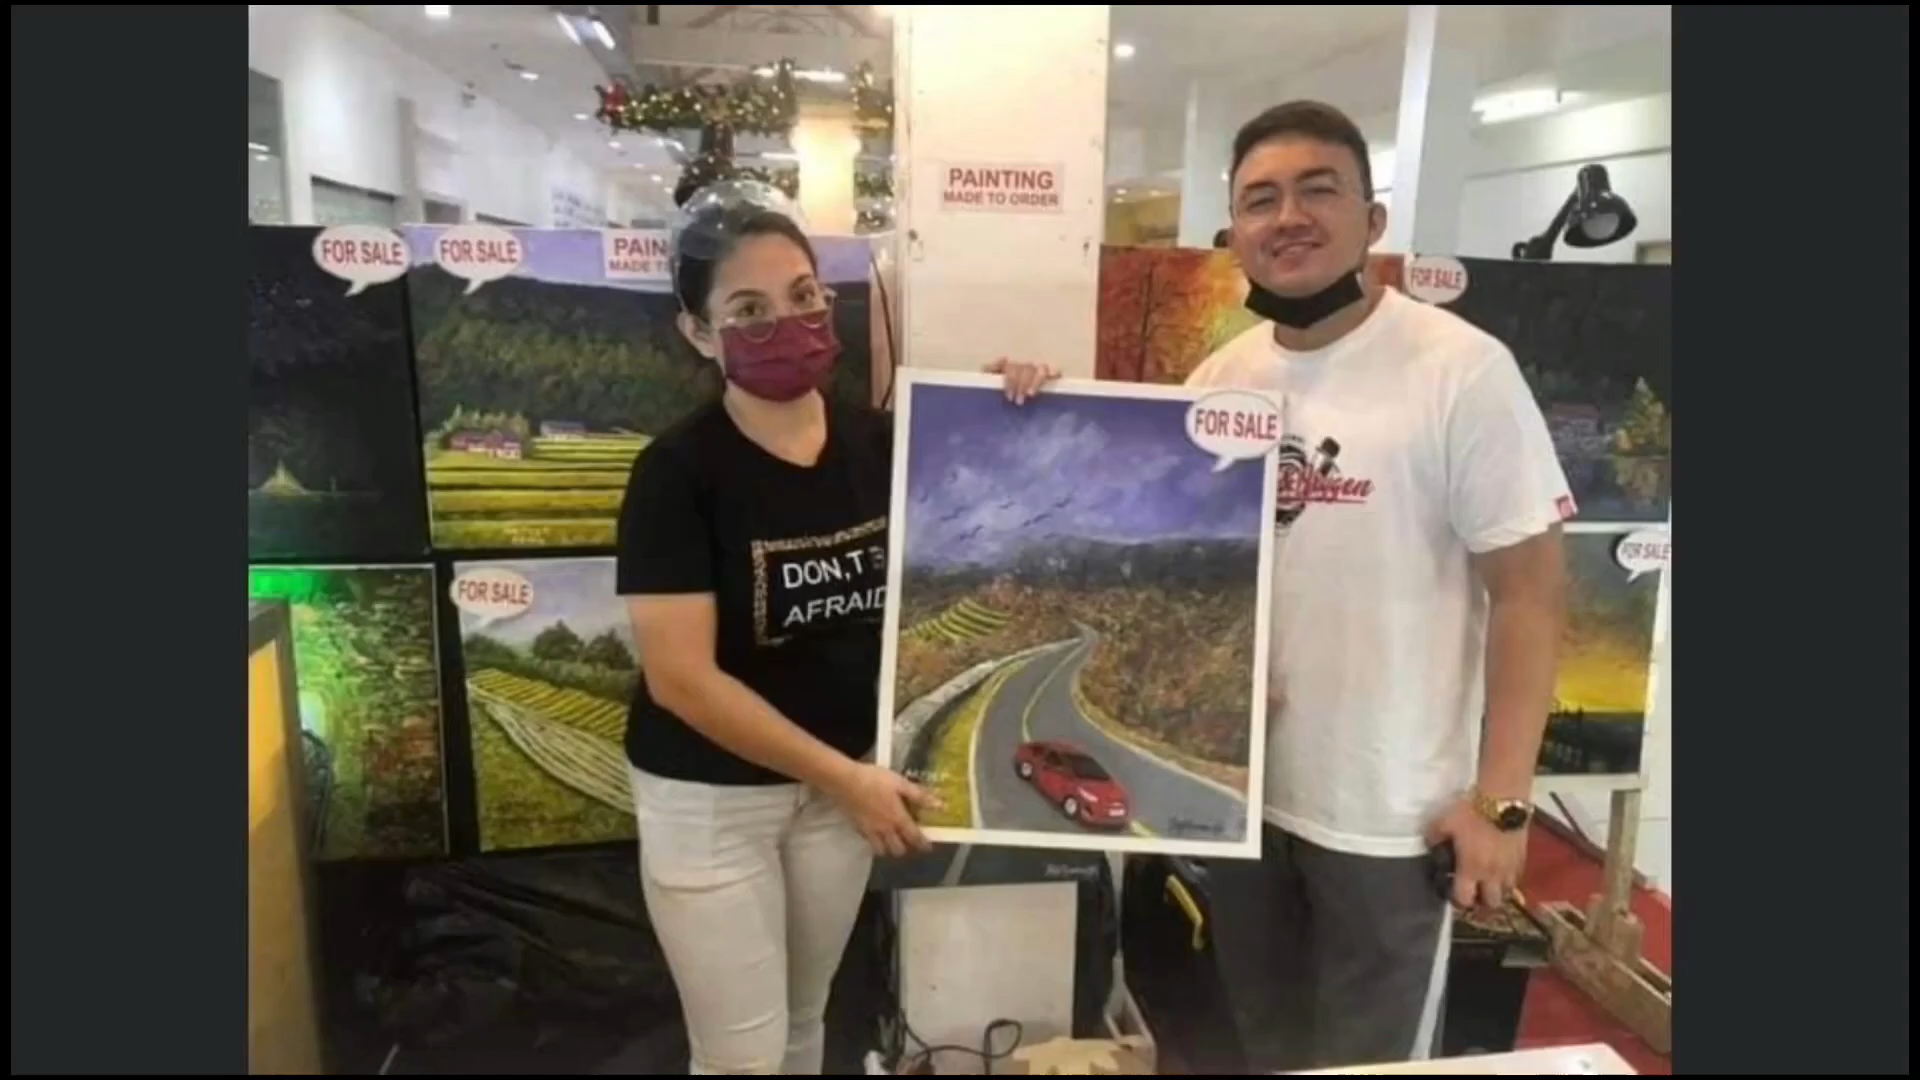 PAINTING
MADE TO ORDER
FOR SALE
FOR SALE
PAIN
MADE T
FOR SALE
FOR SALE
DON,T B
AFRAID
FOR SALE
FOR SALE